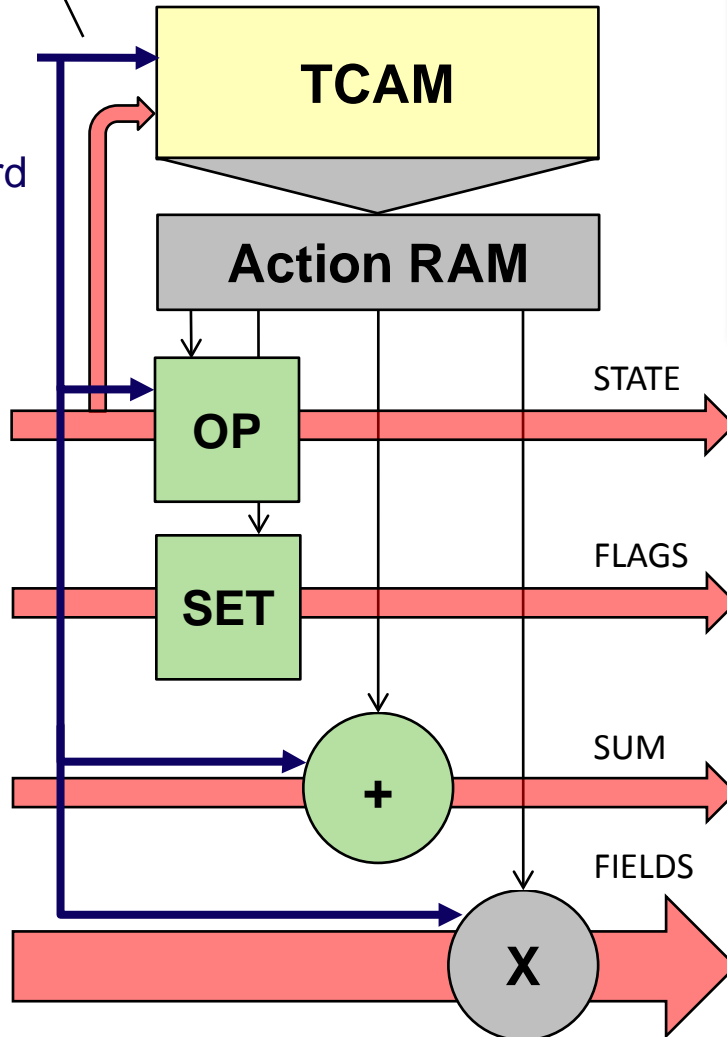 TCAM
Action RAM
STATE
OP
FLAGS
SET
SUM
+
FIELDS
X